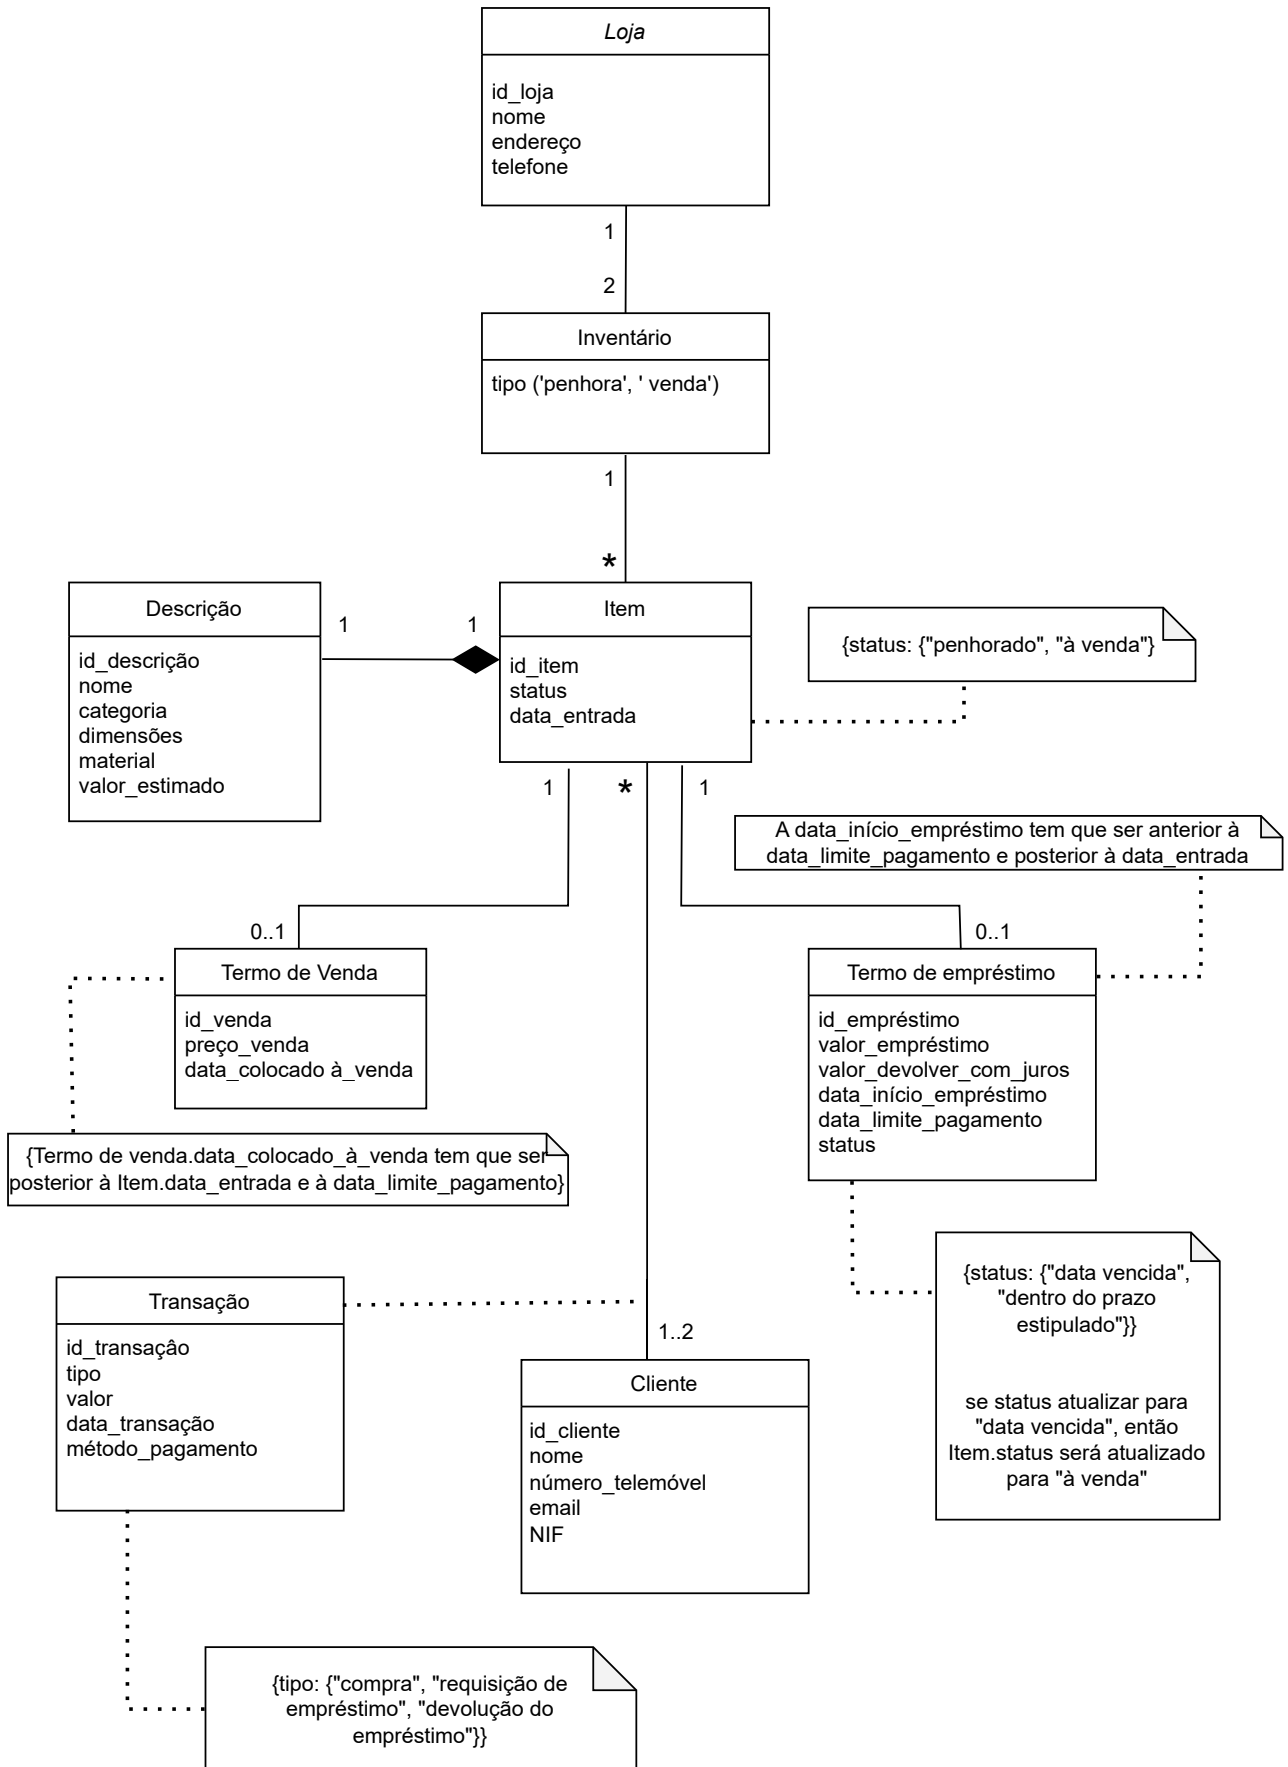 Loja
id_loja
nome
endereço
telefone
1
2
Inventário
tipo ('penhora', ' venda')
1
*
Descrição
id_descrição
nome
categoria
dimensões
material
valor_estimado
1
1
Item
id_item
status
data_entrada
{status: {"penhorado", "à venda"}
1
*
1
A data_início_empréstimo tem que ser anterior à
data_limite_pagamento e posterior à data_entrada
0..1
0..1
Termo de Venda
id_venda
preço_venda
data_colocado à_venda
Termo de empréstimo
id_empréstimo
valor_empréstimo
valor_devolver_com_juros
data_início_empréstimo
data_limite_pagamento
status
{Termo de venda.data_colocado_à_venda tem que ser
posterior à Item.data_entrada e à data_limite_pagamento}
{status: {"data vencida",
"dentro do prazo
estipulado"}}
se status atualizar para
"data vencida", então
Item.status será atualizado
para "à venda"
Transação
id_transaçâo
tipo
valor
data_transação
método_pagamento
1..2
Cliente
id_cliente
nome
número_telemóvel
email
NIF
{tipo: {"compra", "requisição de
empréstimo", "devolução do
empréstimo"}}